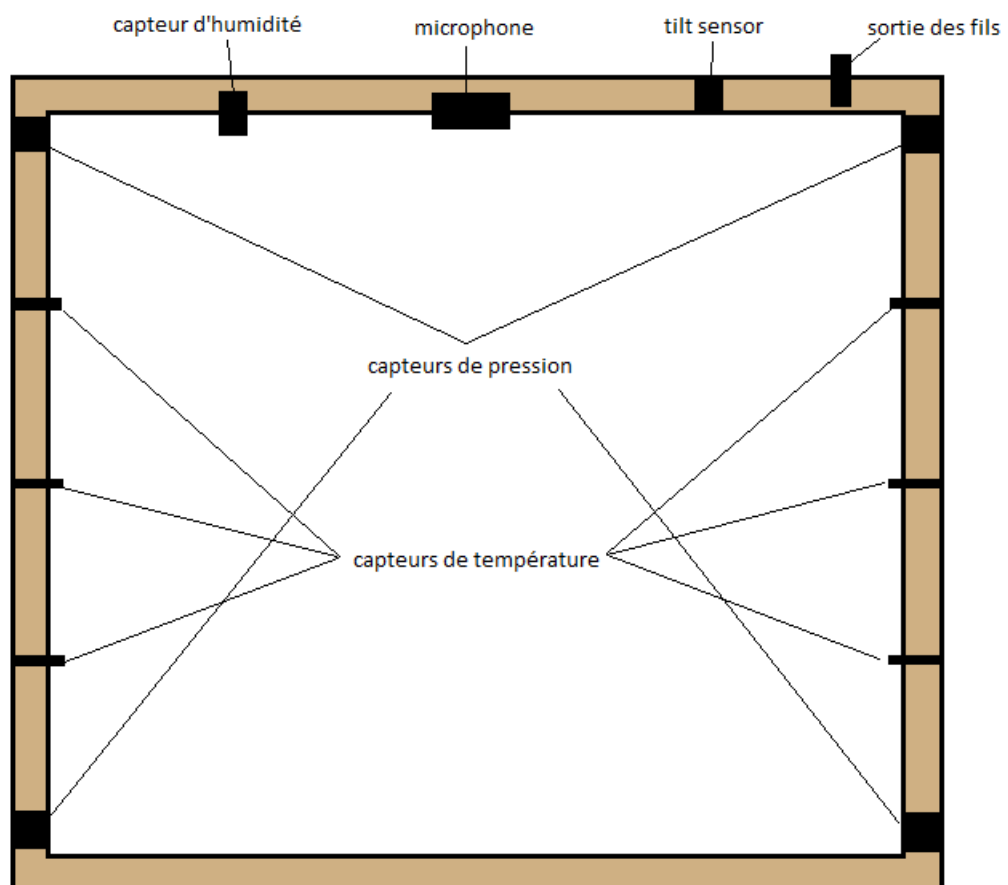 capteur d'humidité
microphone
tilt sensor
sortie des fils
capteurs de pression
capteurs de température